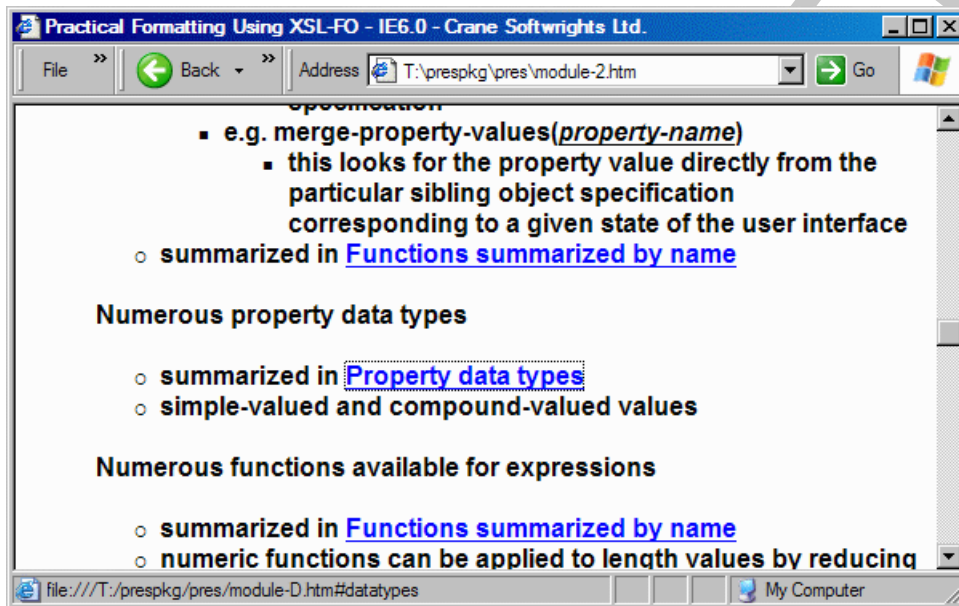 Practical Formatting Using XSL-FO - IE6.0 - Crane Softwrights Ltd.
File » Back » Address T:\prespkg\pres\module-2.htm Go
specification
e.g. merge-property-values(property-name)
this looks for the property value directly from the
particular sibling object specification
corresponding to a given state of the user interface
summarized in Functions summarized by name
Numerous property data types
summarized in Property data types
simple-valued and compound-valued values
Numerous functions available for expressions
summarized in Functions summarized by name
numeric functions can be applied to length values by reducing
file:///T:/prespkg/pres/module-D.htm#datatypes My Computer